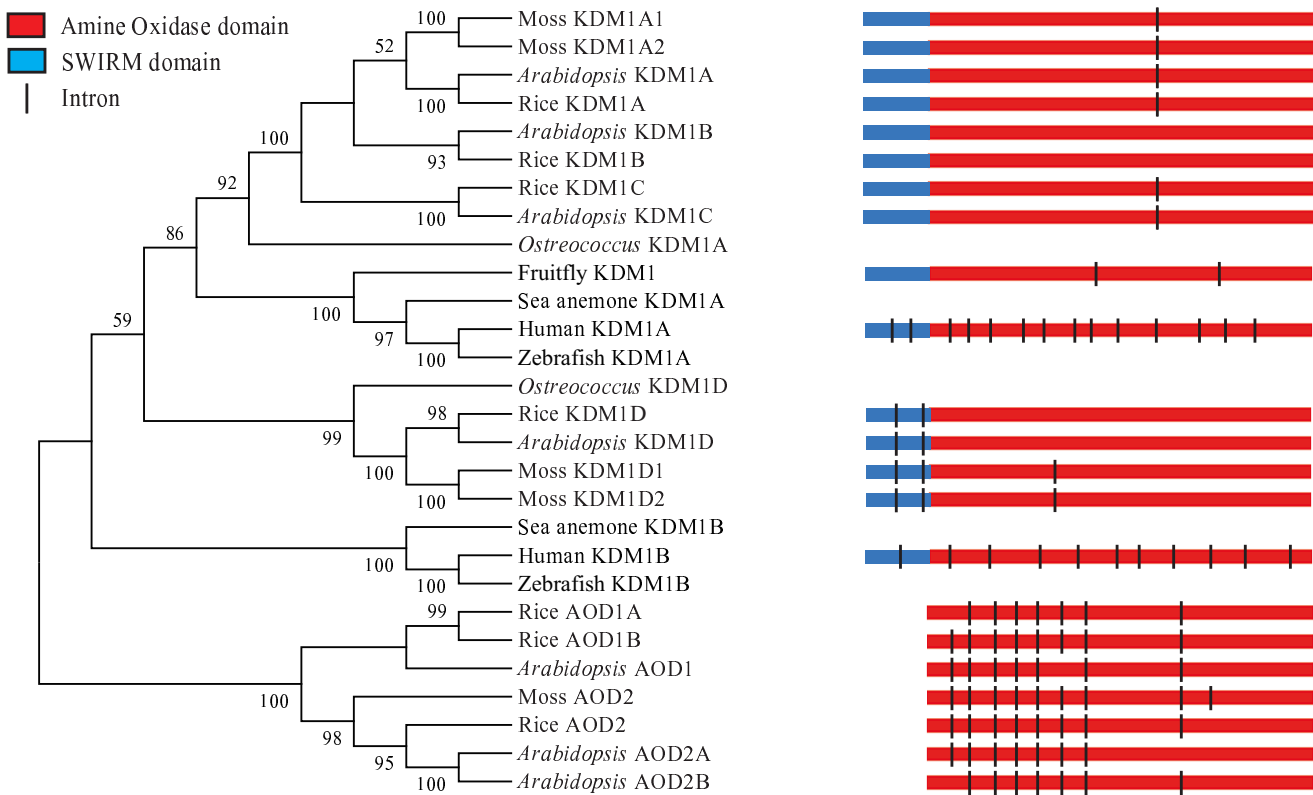 Amine Oxidase domain
SWIRM domain
Intron
Moss KDM1A1
Moss KDM1A2
Arabidopsis KDM1A
Rice KDM1A
Arabidopsis KDM1B
Rice KDM1B
Rice KDM1C
Arabidopsis KDM1C
Ostreococcus KDM1A
Fruitfly KDM1
Sea anemone KDM1A
Human KDM1A
Zebrafish KDM1A
Ostreococcus KDM1D
Rice KDM1D
Arabidopsis KDM1D
Moss KDM1D1
Moss KDM1D2
Sea anemone KDM1B
Human KDM1B
Zebrafish KDM1B
Rice AOD1A
Rice AOD1B
Arabidopsis AOD1
Moss AOD2
Rice AOD2
Arabidopsis AOD2A
Arabidopsis AOD2B
100
52
100
100
93
92
100
86
100
59
97
100
98
99
100
100
100
100
99
100
98
95
100